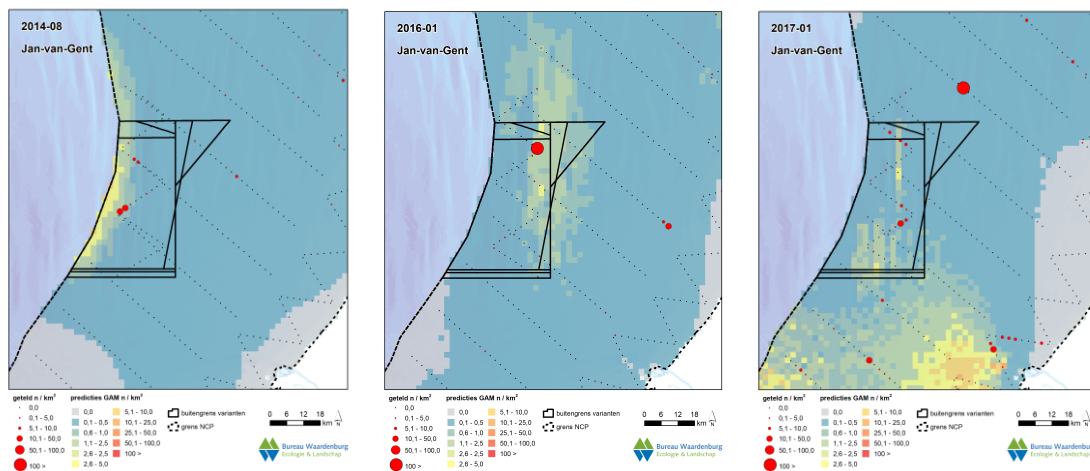 2014-08
Jan-van-Gent
geteld n / km²
0,0
0,1 - 5,0
5,1 - 10,0
10,1 - 50,0
50,1 - 100,0
100 >
predicties GAM n / km²
0,0
0,1 - 0,5
0,6 - 1,0
1,1 - 2,5
2,6 - 5,0
5,1 - 10,0
10,1 - 25,0
25,1 - 50,0
50,1 - 100,0
100 >
buitengrens varianten
grens NCP
0 6 12 18
km
N
Bureau Waardenburg
Ecologie & Landschap
2016-01
Jan-van-Gent
geteld n / km²
0,0
0,1 - 5,0
5,1 - 10,0
10,1 - 50,0
50,1 - 100,0
100 >
predicties GAM n / km²
0,0
0,1 - 0,5
0,6 - 1,0
1,1 - 2,5
2,6 - 5,0
5,1 - 10,0
10,1 - 25,0
25,1 - 50,0
50,1 - 100,0
100 >
buitengrens varianten
grens NCP
0 6 12 18
km
N
Bureau Waardenburg
Ecologie & Landschap
2017-01
Jan-van-Gent
geteld n / km²
0,0
0,1 - 5,0
5,1 - 10,0
10,1 - 50,0
50,1 - 100,0
100 >
predicties GAM n / km²
0,0
0,1 - 0,5
0,6 - 1,0
1,1 - 2,5
2,6 - 5,0
5,1 - 10,0
10,1 - 25,0
25,1 - 50,0
50,1 - 100,0
100 >
buitengrens varianten
grens NCP
0 6 12 18
km
N
Bureau Waardenburg
Ecologie & Landschap